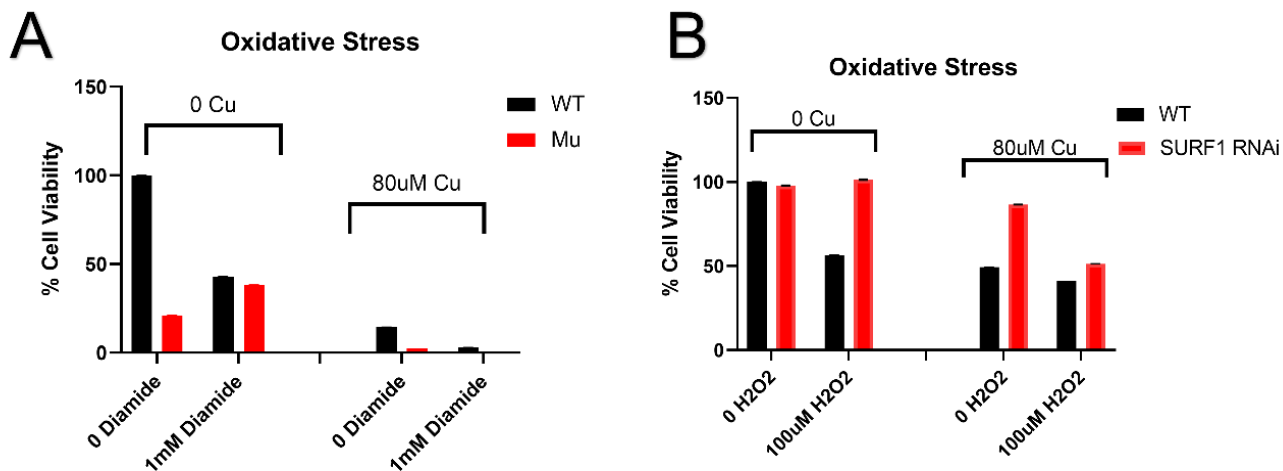 A
Oxidative Stress
% Cell Viability
150
100
50
0
0 Cu
80uM Cu
WT
Mu
0 Diamide
1mM Diamide
0 Diamide
1mM Diamide
B
Oxidative Stress
% Cell Viability
150
100
50
0
0 Cu
80uM Cu
WT
SURF1 RNAi
0 H2O2
100uM H2O2
0 H2O2
100uM H2O2